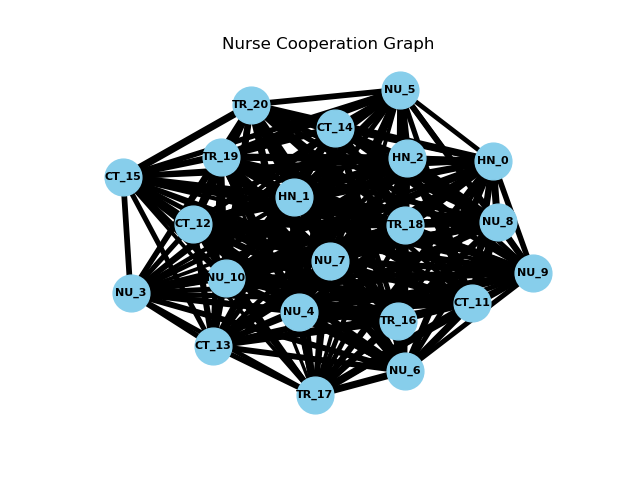 Nurse Cooperation Graph
NU_5
TR_20
CT_14
TR_19
HN_2
HN_0
CT_15
HN_1
CT_12
TR_18
NU_8
NU_7
NU_10
NU_9
NU_3
NU_4
CT_11
TR_16
CT_13
NU_6
TR_17